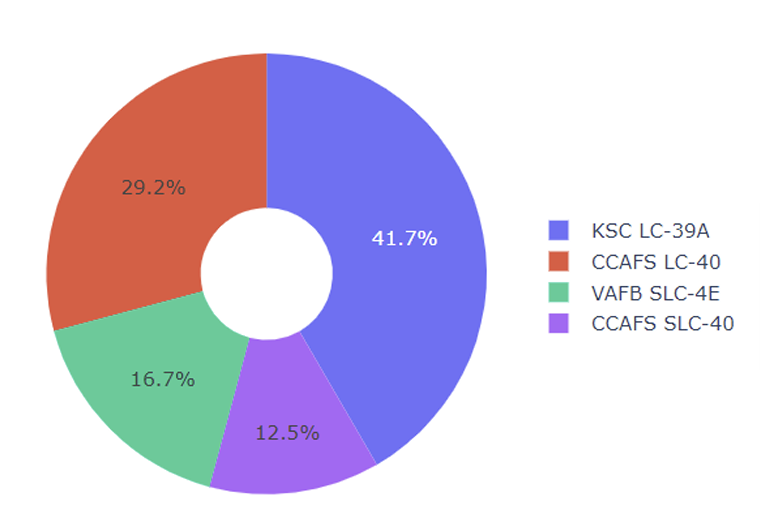 29.2%
41.7%
16.7%
12.5%
KSC LC-39A
CCAFS LC-40
VAFB SLC-4E
CCAFS SLC-40